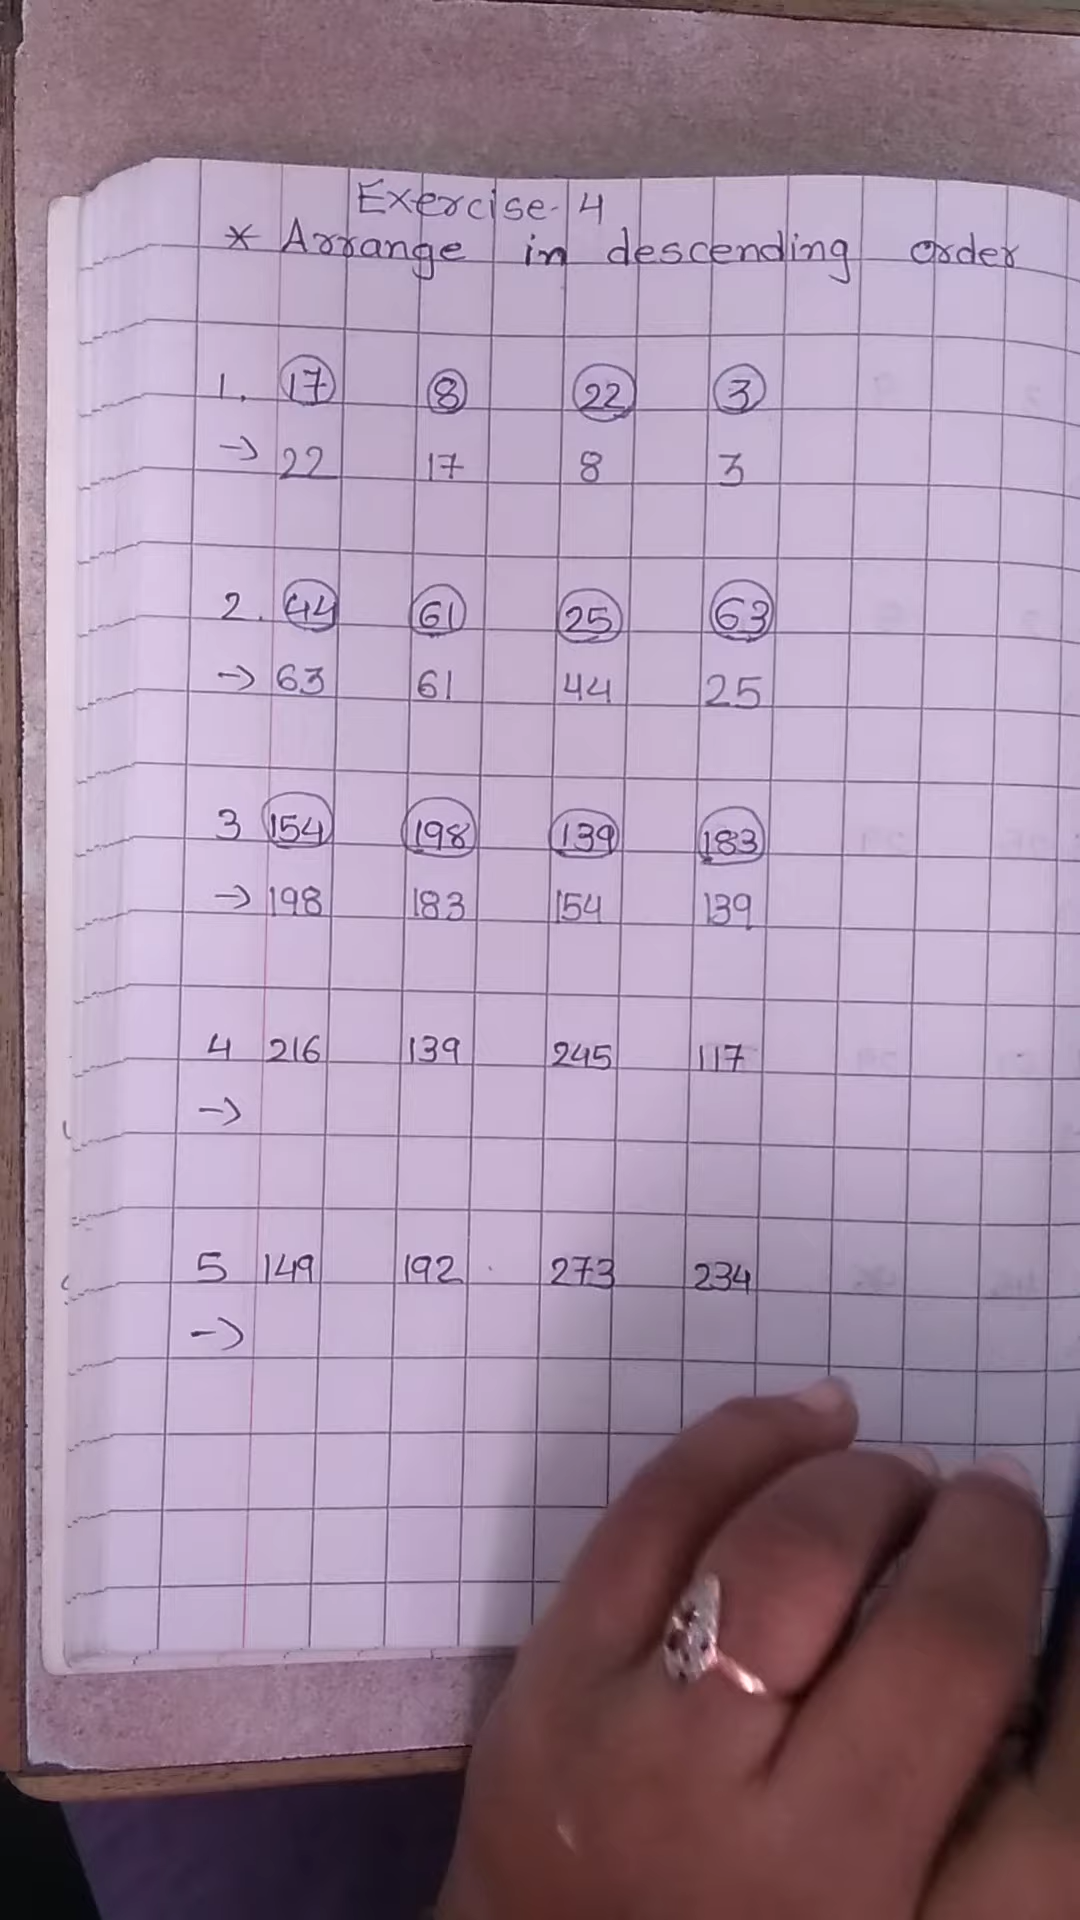 Exercise-4
* Arrange in descending order
1. 17 8 22 3
→ 22 17 8 3
2. 44 61 25 63
→ 63 61 44 25
3 154 198 139 183
→ 198 183 154 139
4 216 139 245 117
→
5 149 192 273 234
→